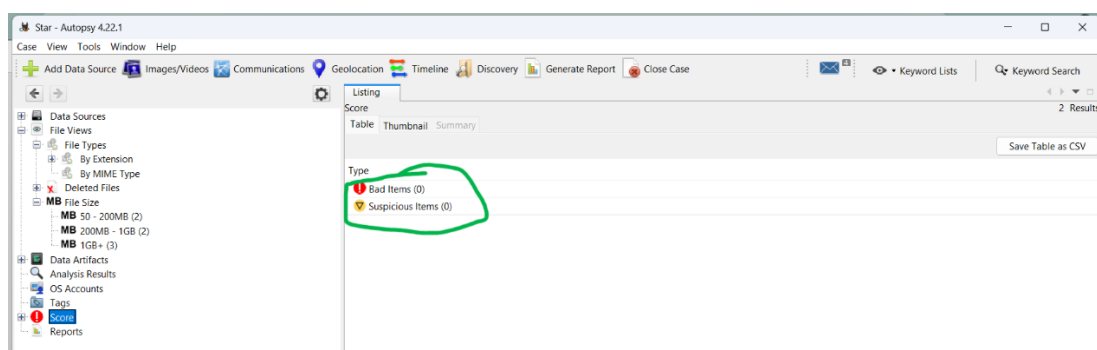 Star - Autopsy 4.22.1
Case View Tools Window Help
Add Data Source Images/Videos Communications Geolocation Timeline Discovery Generate Report Close Case 4 Keyword Lists Keyword Search
Listing
Score
2 Results
Table Thumbnail Summary
Save Table as CSV
Type
Bad Items (0)
Suspicious Items (0)
Data Sources
File Views
File Types
By Extension
By MIME Type
Deleted Files
MB File Size
MB 50 - 200MB (2)
MB 200MB - 1GB (2)
MB 1GB+ (3)
Data Artifacts
Analysis Results
OS Accounts
Tags
Score
Reports